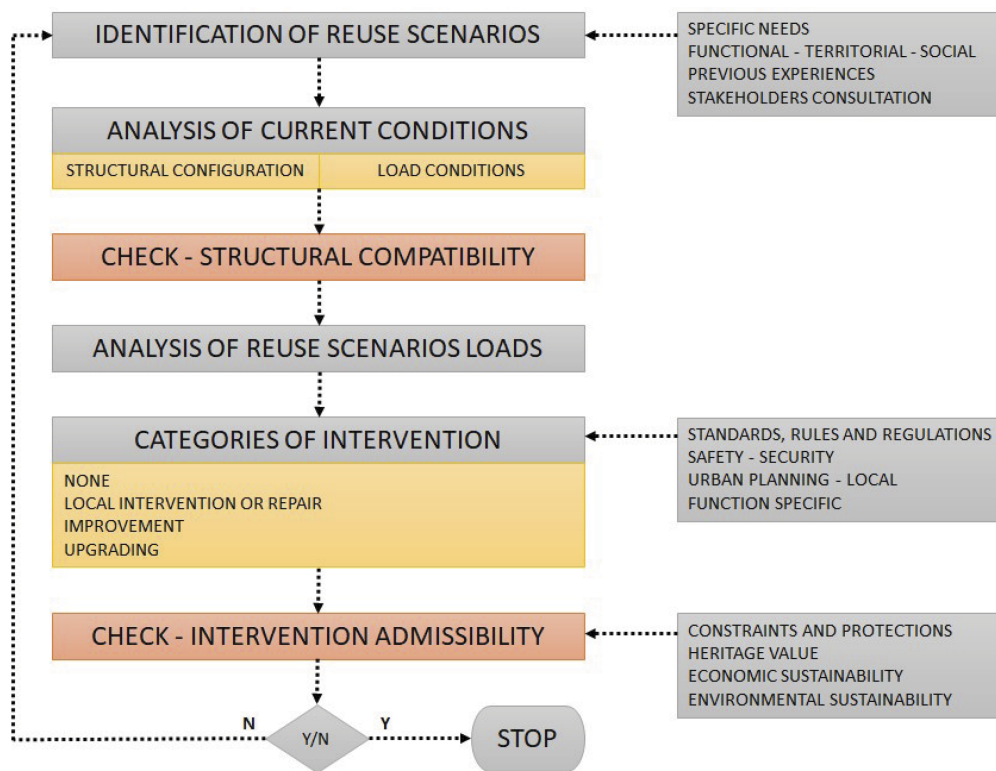 IDENTIFICATION OF REUSE SCENARIOS
SPECIFIC NEEDS
FUNCTIONAL - TERRITORIAL - SOCIAL
PREVIOUS EXPERIENCES
STAKEHOLDERS CONSULTATION
ANALYSIS OF CURRENT CONDITIONS
STRUCTURAL CONFIGURATION
LOAD CONDITIONS
CHECK - STRUCTURAL COMPATIBILITY
ANALYSIS OF REUSE SCENARIOS LOADS
CATEGORIES OF INTERVENTION
NONE
LOCAL INTERVENTION OR REPAIR
IMPROVEMENT
UPGRADING
STANDARDS, RULES AND REGULATIONS
SAFETY - SECURITY
URBAN PLANNING - LOCAL
FUNCTION SPECIFIC
CHECK - INTERVENTION ADMISSIBILITY
CONSTRAINTS AND PROTECTIONS
HERITAGE VALUE
ECONOMIC SUSTAINABILITY
ENVIRONMENTAL SUSTAINABILITY
N
Y/N
Y
STOP